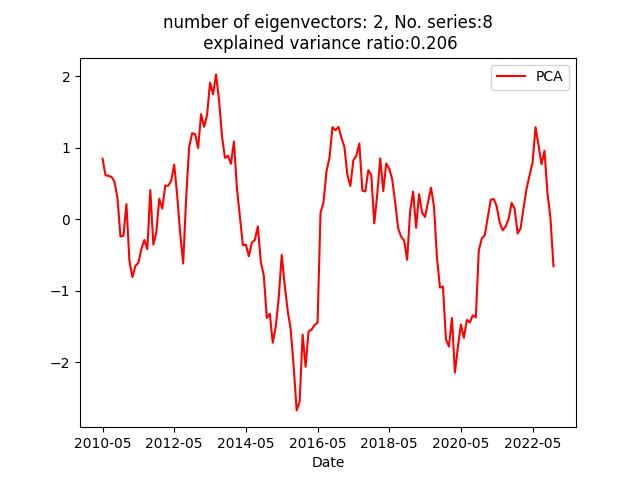 number of eigenvectors: 2, No. series:8
explained variance ratio:0.206
PCA
2
1
0
−1
−2
2010-05 2012-05 2014-05 2016-05 2018-05 2020-05 2022-05
Date